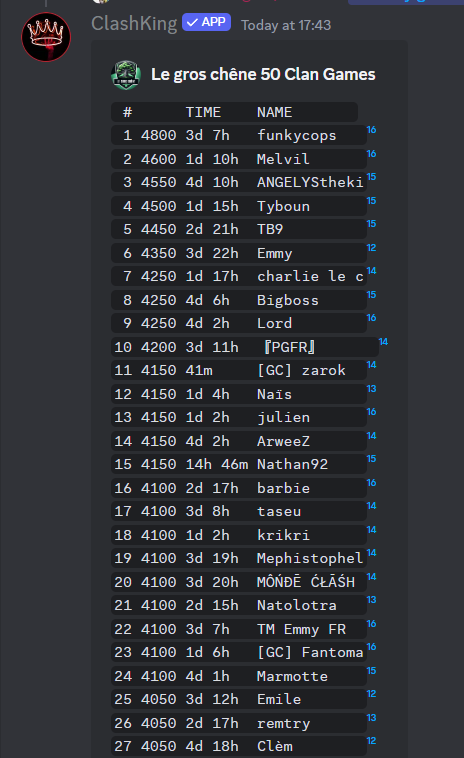 ClashKing ✓ APP Today at 17:43
Le gros chêne 50 Clan Games
# TIME NAME
1 4800 3d 7h funkycops 16
2 4600 1d 10h Melvil 16
3 4550 4d 10h ANGELYStheki 15
4 4500 1d 15h Tyboun 15
5 4450 2d 21h TB9 15
6 4350 3d 22h Emmy 12
7 4250 1d 17h charlie le c 14
8 4250 4d 6h Bigboss 15
9 4250 4d 2h Lord 16
10 4200 3d 11h 『PGFR』 14
11 4150 41m [GC] zarok 14
12 4150 1d 4h Naïs 13
13 4150 1d 2h julien 16
14 4150 4d 2h ArweeZ 14
15 4150 14h 46m Nathan92 15
16 4100 2d 17h barbie 16
17 4100 3d 8h taseu 14
18 4100 1d 2h krikri 14
19 4100 3d 19h Mephistophel 14
20 4100 3d 20h MÔŃĐĒ ĆŁÃŚH 14
21 4100 2d 15h Natolotra 13
22 4100 3d 7h TM Emmy FR 16
23 4100 1d 6h [GC] Fantoma 16
24 4100 4d 1h Marmotte 15
25 4050 3d 12h Emile 12
26 4050 2d 17h remtry 13
27 4050 4d 18h Clèm 12